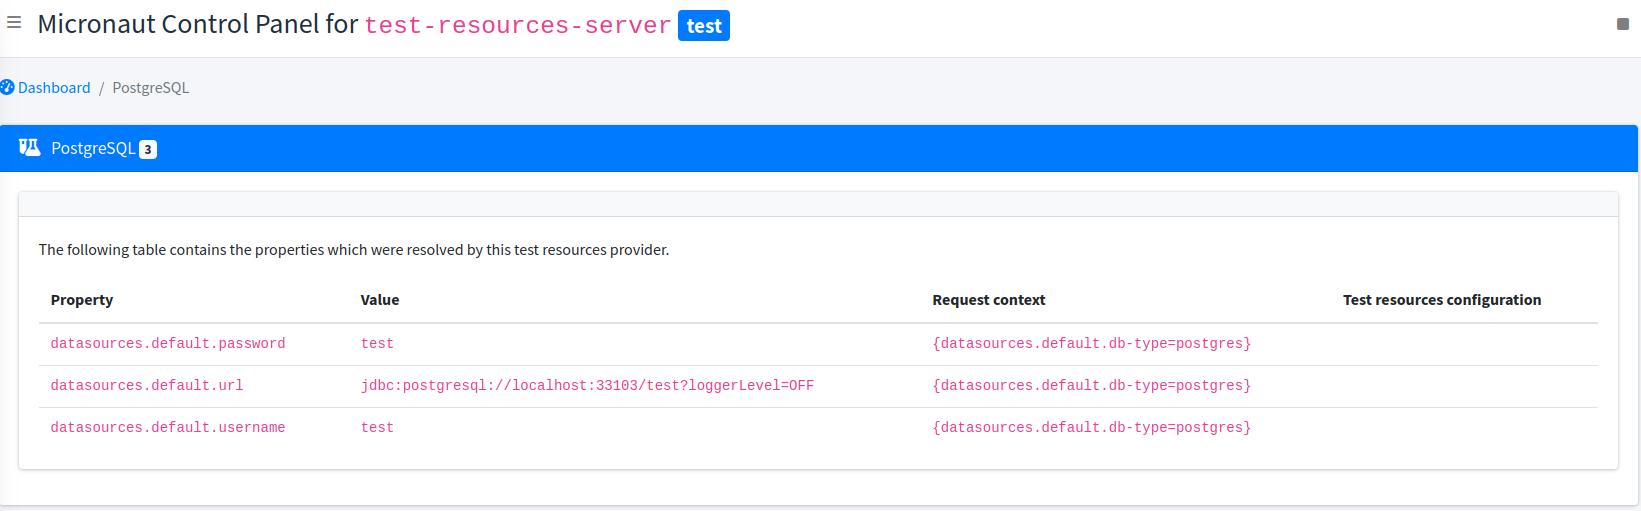 Micronaut Control Panel for test-resources-server test
Dashboard / PostgreSQL
PostgreSQL 3
The following table contains the properties which were resolved by this test resources provider.
Property Value Request context Test resources configuration
datasources.default.password test {datasources.default.db-type=postgres}
datasources.default.url jdbc:postgresql://localhost:33103/test?loggerLevel=OFF {datasources.default.db-type=postgres}
datasources.default.username test {datasources.default.db-type=postgres}